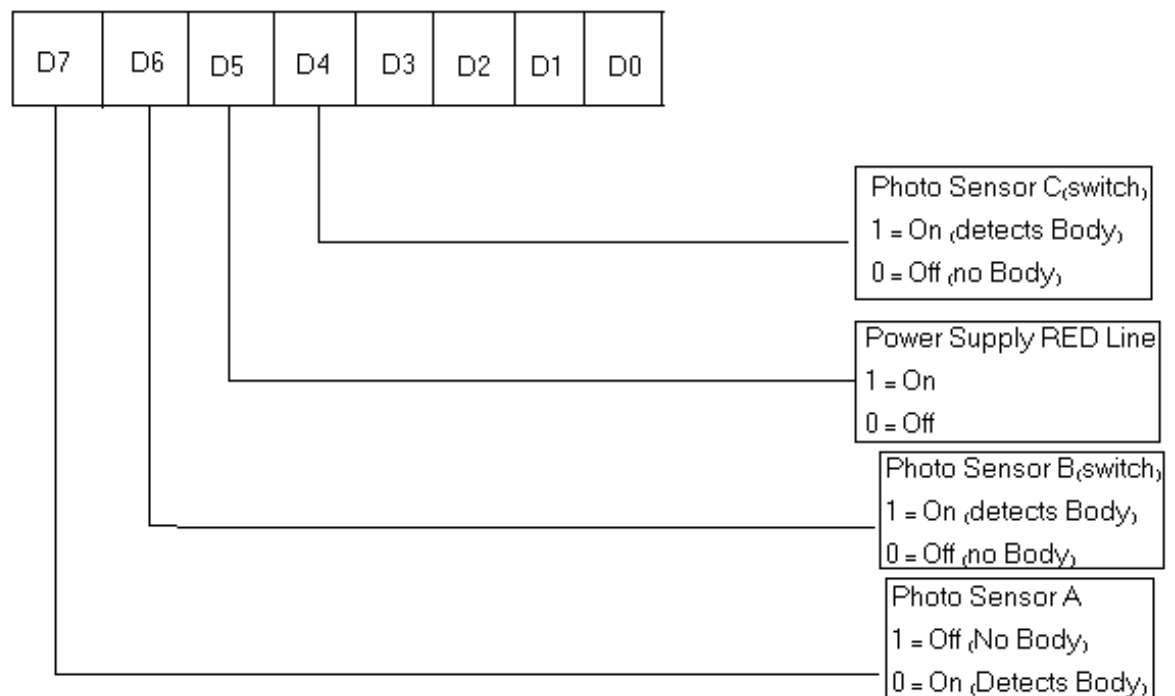 D7 D6 D5 D4 D3 D2 D1 D0
Photo Sensor C(switch)
1 = On (detects Body)
0 = Off (no Body)
Power Supply RED Line
1 = On
0 = Off
Photo Sensor B(switch)
1 = On (detects Body)
0 = Off (no Body)
Photo Sensor A
1 = Off (No Body)
0 = On (Detects Body)